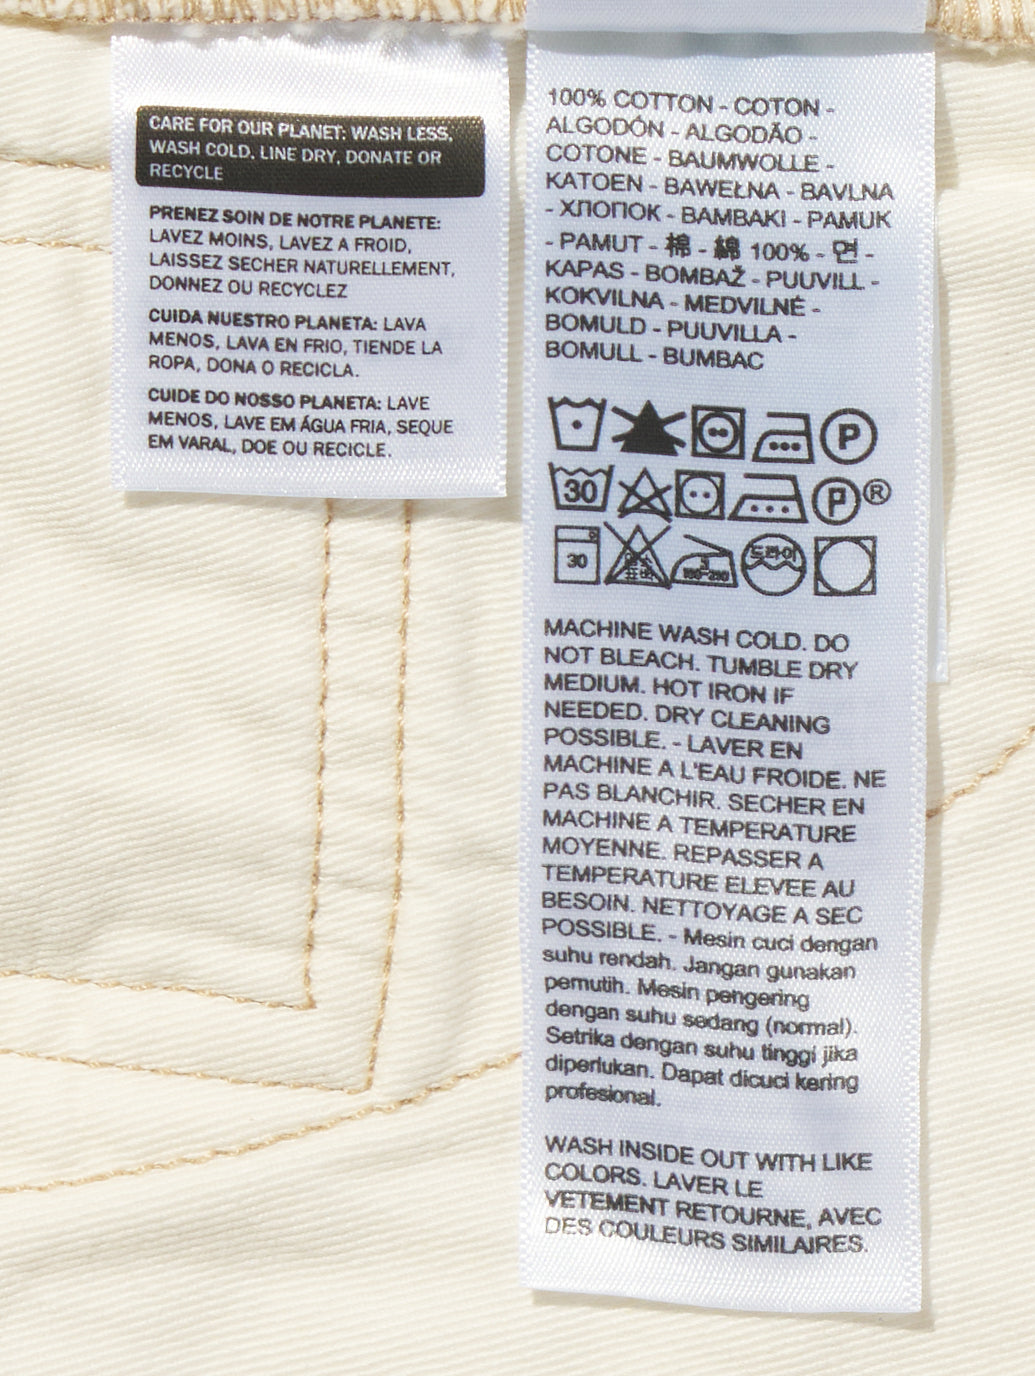 CARE FOR OUR PLANET: WASH LESS,
WASH COLD, LINE DRY, DONATE OR
RECYCLE
PRENEZ SOIN DE NOTRE PLANETE:
LAVEZ MOINS, LAVEZ A FROID,
LAISSEZ SECHER NATURELLEMENT,
DONNEZ OU RECYCLEZ
CUIDA NUESTRO PLANETA: LAVA
MENOS, LAVA EN FRIO, TIENDE LA
ROPA, DONA O RECICLA.
CUIDE DO NOSSO PLANETA: LAVE
MENOS, LAVE EM ÁGUA FRIA, SEQUE
EM VARAL, DOE OU RECICLE.
100% COTTON - COTON -
ALGODÓN - ALGODÃO -
COTONE - BAUMWOLLE -
KATOEN - BAWEŁNA - BAVLNA
- ХЛОПОК - BAMBAKI - PAMUK
- PAMUT - 棉 - 綿 100% - 면 -
KAPAS - BOMBAŽ - PUUVILL -
KOKVILNA - MEDVILNÉ -
BOMULD - PUUVILLA -
BOMULL - BUMBAC
P
30 P ®
30 3 180-210 드라이
MACHINE WASH COLD. DO
NOT BLEACH. TUMBLE DRY
MEDIUM. HOT IRON IF
NEEDED. DRY CLEANING
POSSIBLE. - LAVER EN
MACHINE A L'EAU FROIDE. NE
PAS BLANCHIR. SECHER EN
MACHINE A TEMPERATURE
MOYENNE. REPASSER A
TEMPERATURE ELEVEE AU
BESOIN. NETTOYAGE A SEC
POSSIBLE. - Mesin cuci dengan
suhu rendah. Jangan gunakan
pemutih. Mesin pengering
dengan suhu sedang (normal).
Setrika dengan suhu tinggi jika
diperlukan. Dapat dicuci kering
profesional.
WASH INSIDE OUT WITH LIKE
COLORS. LAVER LE
VETEMENT RETOURNE, AVEC
DES COULEURS SIMILAIRES.